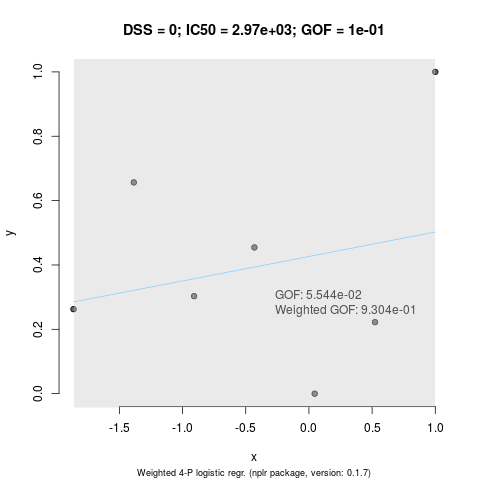 DSS = 0; IC50 = 2.97e+03; GOF = 1e-01
1.0
0.8
0.6
0.4
0.2
0.0
y
GOF: 5.544e-02
Weighted GOF: 9.304e-01
-1.5 -1.0 -0.5 0.0 0.5 1.0
x
Weighted 4-P logistic regr. (nplr package, version: 0.1.7)